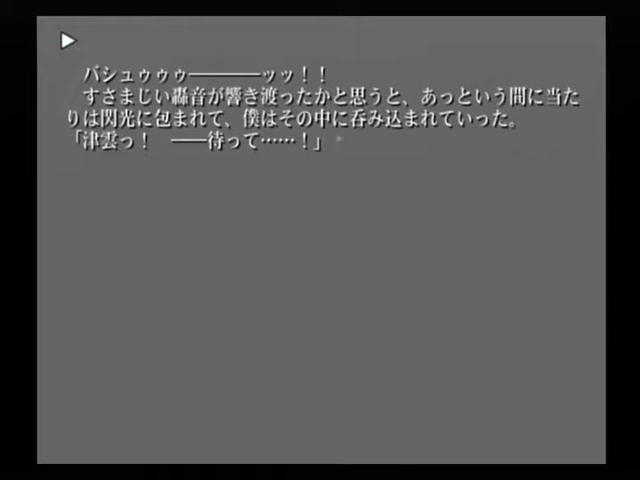 バシュゥゥゥ――――ッッ！！
すさまじい轟音が響き渡ったかと思うと、あっという間に当た
りは閃光に包まれて、僕はその中に呑み込まれていった。
「津雲っ！　――待って……！」